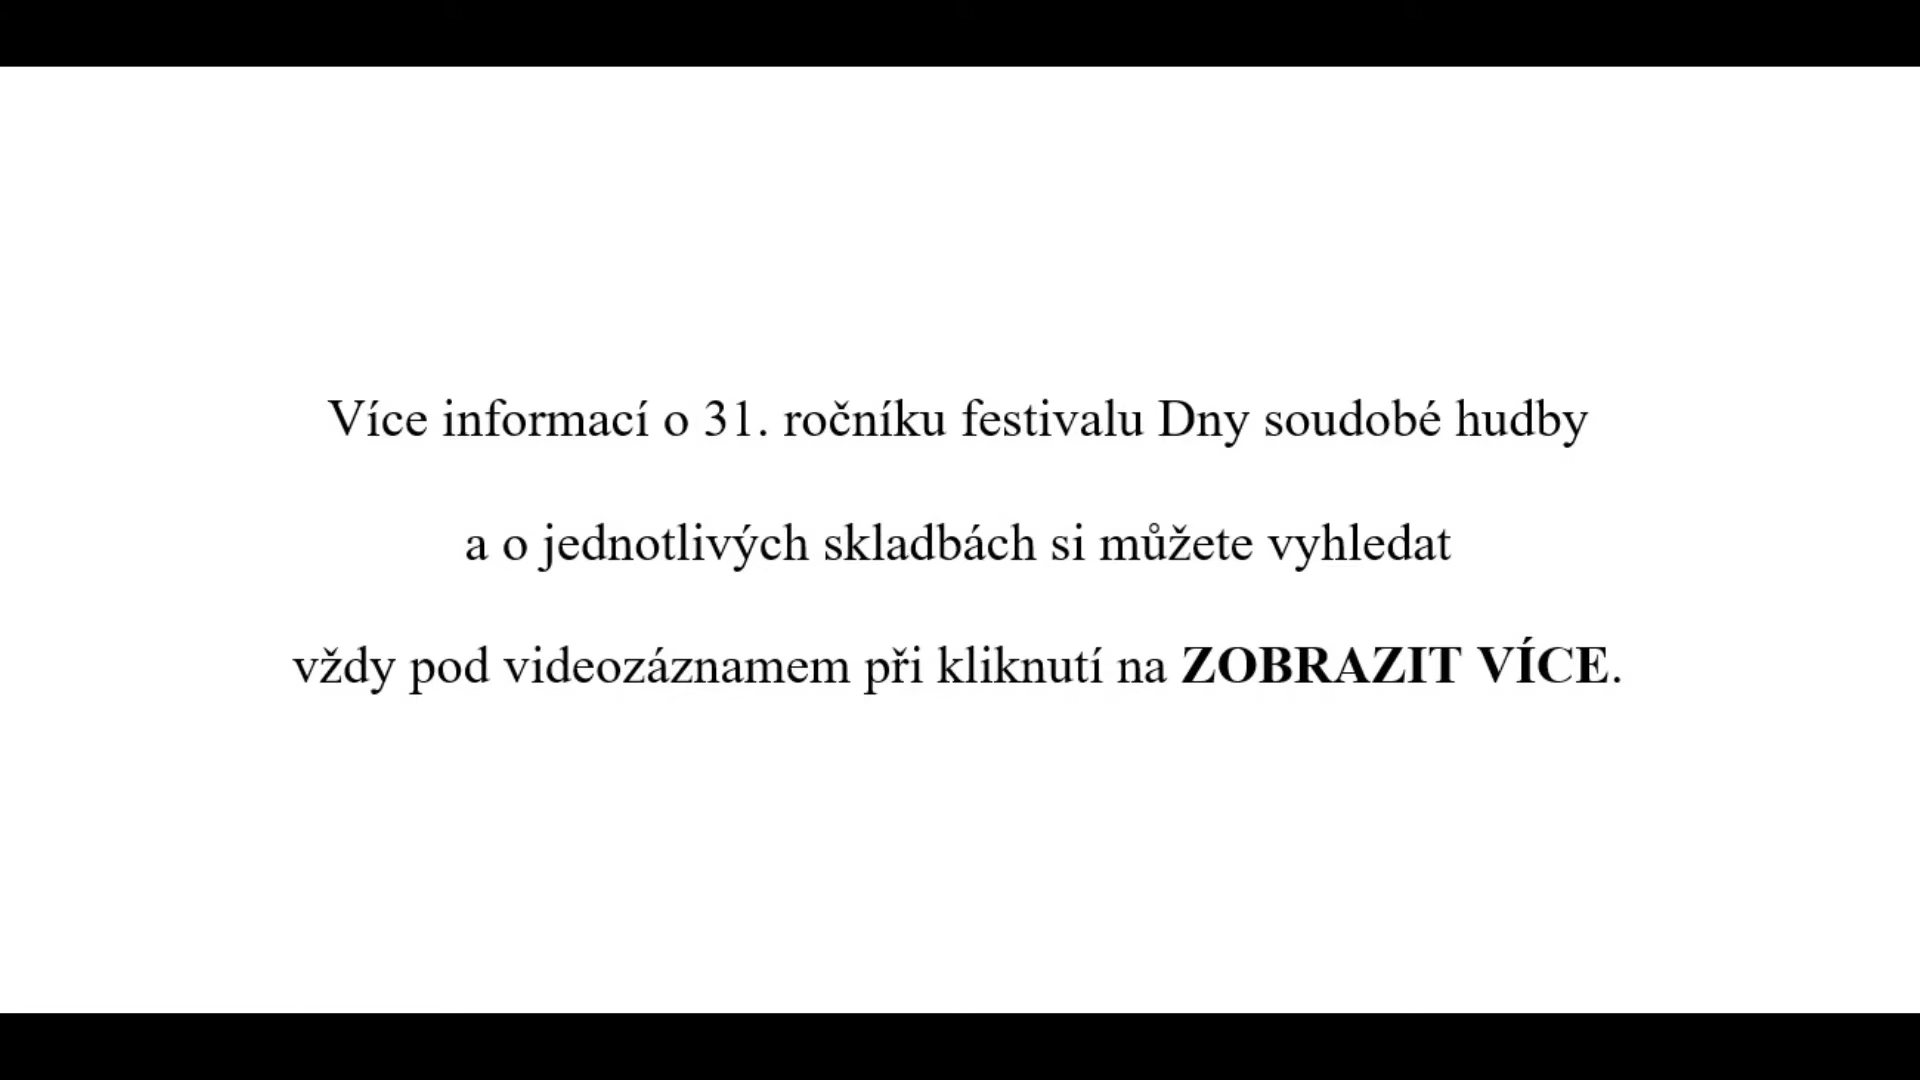 Více informací o 31. ročníku festivalu Dny soudobé hudby
a o jednotlivých skladbách si můžete vyhledat
vždy pod videozáznamem při kliknutí na ZOBRAZIT VÍCE.